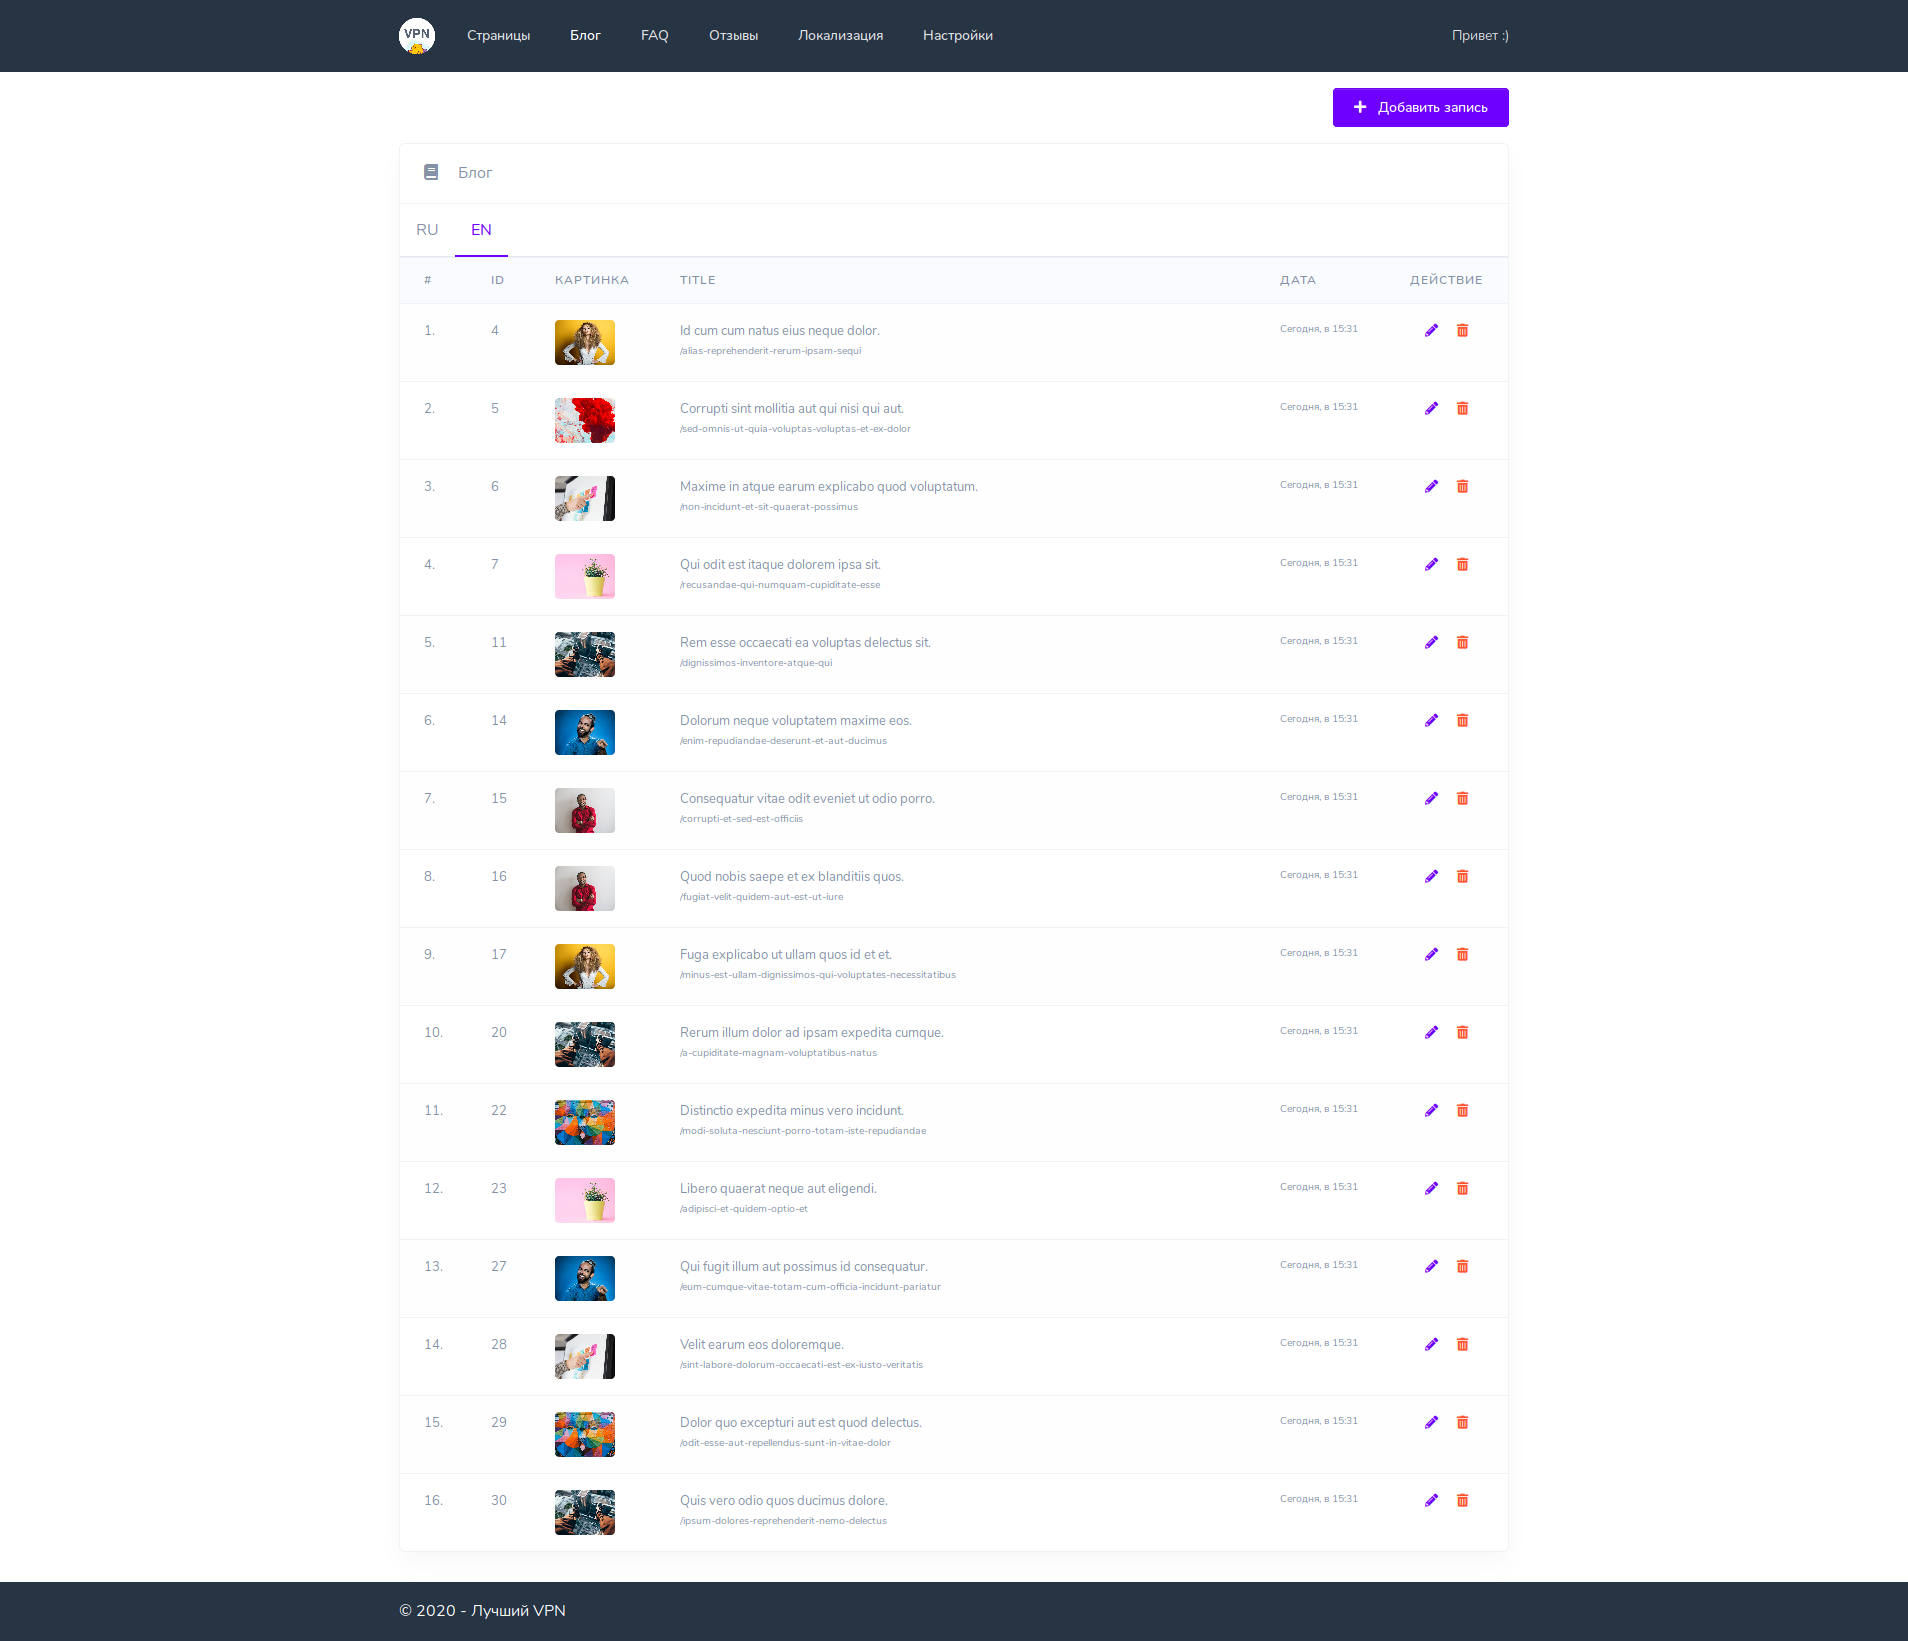 VPN Страницы Блог FAQ Отзывы Локализация Настройки Привет :)
Добавить запись
Блог
RU EN
# ID КАРТИНКА TITLE ДАТА ДЕЙСТВИЕ
1. 4 Id cum cum natus eius neque dolor. Сегодня, в 15:31
/alias-reprehenderit-rerum-ipsam-sequi
2. 5 Corrupti sint mollitia aut qui nisi qui aut. Сегодня, в 15:31
/sed-omnis-ut-quia-voluptas-voluptas-et-ex-dolor
3. 6 Maxime in atque earum explicabo quod voluptatum. Сегодня, в 15:31
/non-incidunt-et-sit-quaerat-possimus
4. 7 Qui odit est itaque dolorem ipsa sit. Сегодня, в 15:31
/recusandae-qui-numquam-cupiditate-esse
5. 11 Rem esse occaecati ea voluptas delectus sit. Сегодня, в 15:31
/dignissimos-inventore-atque-qui
6. 14 Dolorum neque voluptatem maxime eos. Сегодня, в 15:31
/enim-repudiandae-deserunt-et-aut-ducimus
7. 15 Consequatur vitae odit eveniet ut odio porro. Сегодня, в 15:31
/corrupti-et-sed-est-officiis
8. 16 Quod nobis saepe et ex blanditiis quos. Сегодня, в 15:31
/fugiat-velit-quidem-aut-est-ut-iure
9. 17 Fuga explicabo ut ullam quos id et et. Сегодня, в 15:31
/minus-est-ullam-dignissimos-qui-voluptates-necessitatibus
10. 20 Rerum illum dolor ad ipsam expedita cumque. Сегодня, в 15:31
/a-cupiditate-magnam-voluptatibus-natus
11. 22 Distinctio expedita minus vero incidunt. Сегодня, в 15:31
/modi-soluta-nesciunt-porro-totam-iste-repudiandae
12. 23 Libero quaerat neque aut eligendi. Сегодня, в 15:31
/adipisci-et-quidem-optio-et
13. 27 Qui fugit illum aut possimus id consequatur. Сегодня, в 15:31
/eum-cumque-vitae-totam-cum-officia-incidunt-pariatur
14. 28 Velit earum eos doloremque. Сегодня, в 15:31
/sint-labore-dolorum-occaecati-est-ex-iusto-veritatis
15. 29 Dolor quo excepturi aut est quod delectus. Сегодня, в 15:31
/odit-esse-aut-repellendus-sunt-in-vitae-dolor
16. 30 Quis vero odio quos ducimus dolore. Сегодня, в 15:31
/ipsum-dolores-reprehenderit-nemo-delectus
© 2020 - Лучший VPN